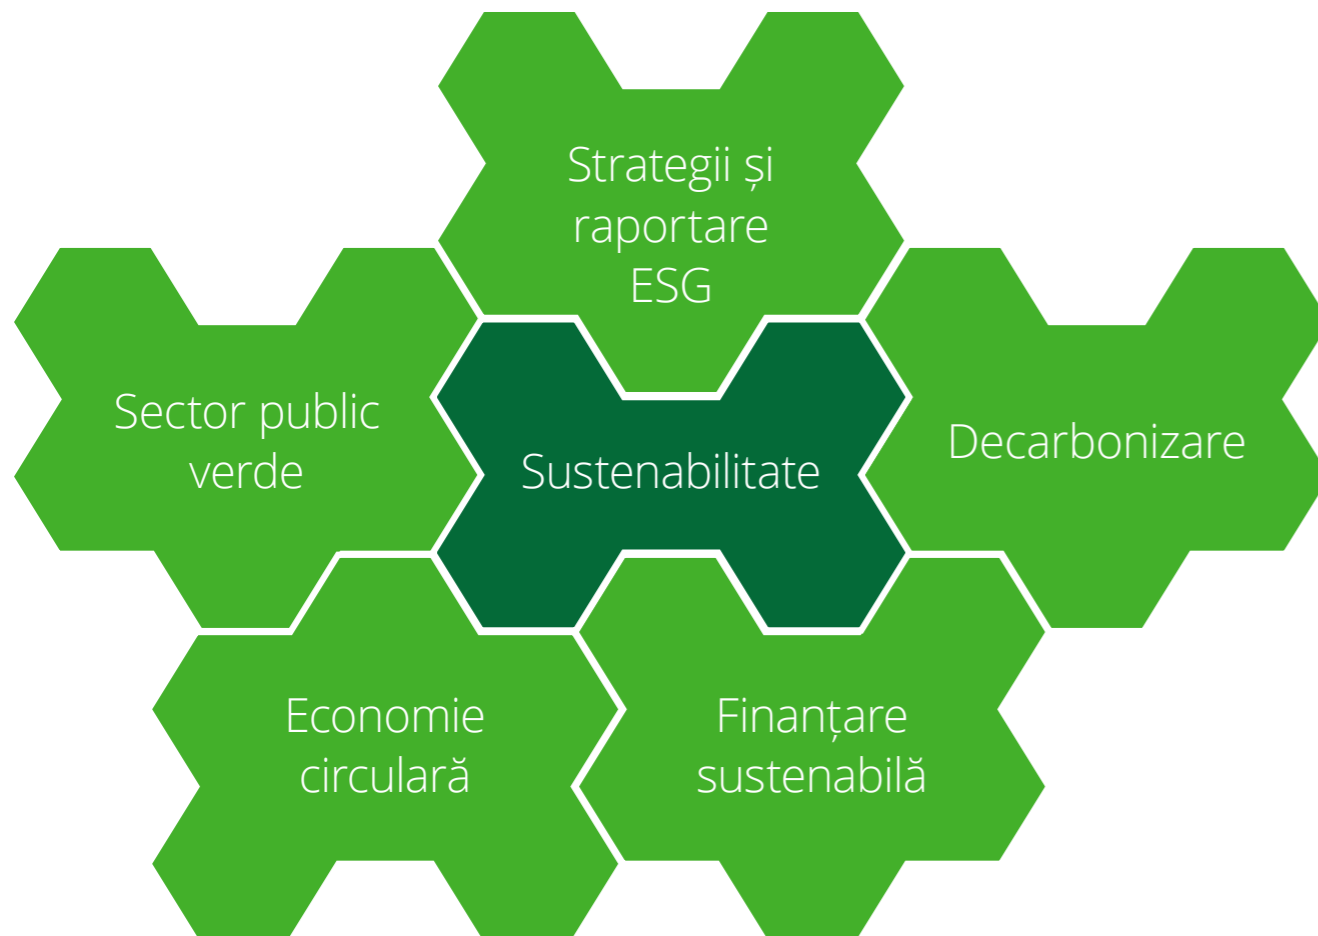 Strategii și
raportare
ESG
Sector public
verde
Sustenabilitate
Decarbonizare
Economie
circulară
Finanțare
sustenabilă